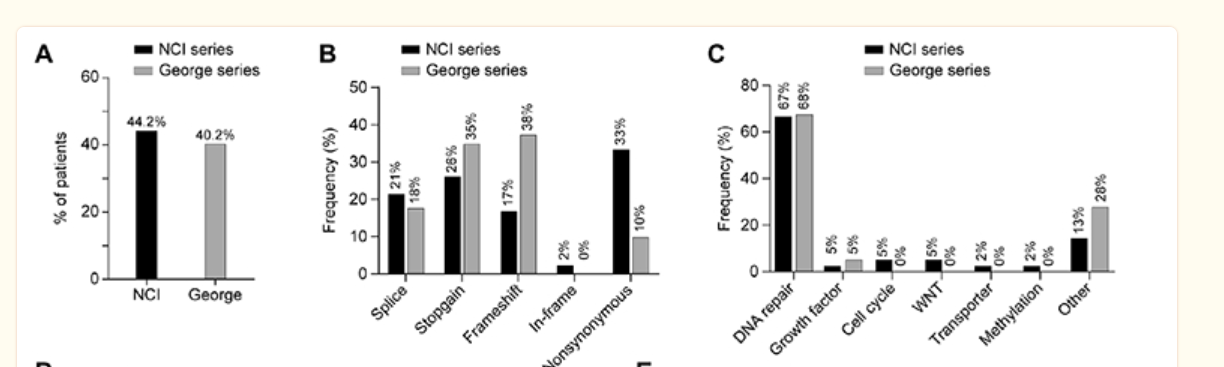 A
NCI series
George series
% of patients
60
40
20
0
44.2%
40.2%
NCI
George
B
NCI series
George series
Frequency (%)
50
40
30
20
10
0
21%
18%
26%
35%
17%
38%
2%
0%
33%
10%
Splice
Stopgain
Frameshift
In-frame
Nonsynonymous
C
NCI series
George series
Frequency (%)
80
60
40
20
0
67%
68%
5%
5%
5%
0%
5%
0%
2%
0%
2%
0%
13%
28%
DNA repair
Growth factor
Cell cycle
WNT
Transporter
Methylation
Other